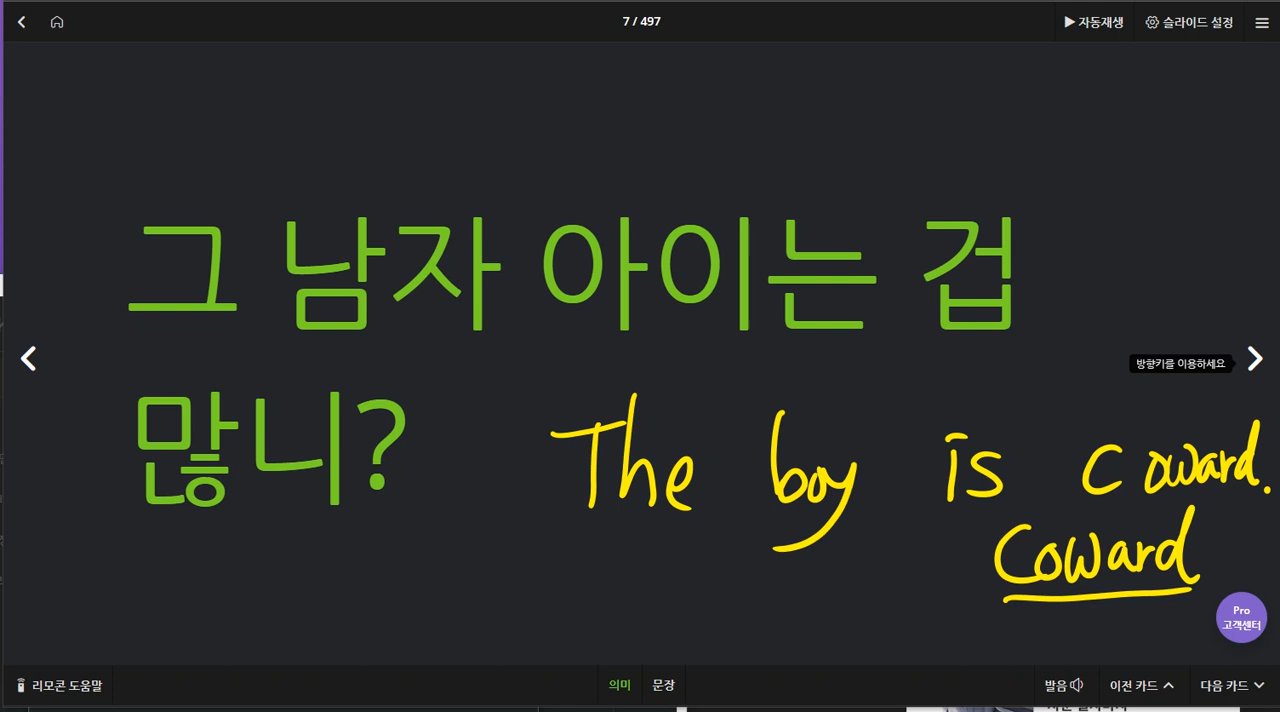 7 / 497
자동재생
슬라이드 설정
그 남자 아이는 겁
많니?
방향키를 이용하세요
The boy is coward.
Coward
Pro
고객센터
리모콘 도움말
의미
문장
발음
이전 카드
다음 카드